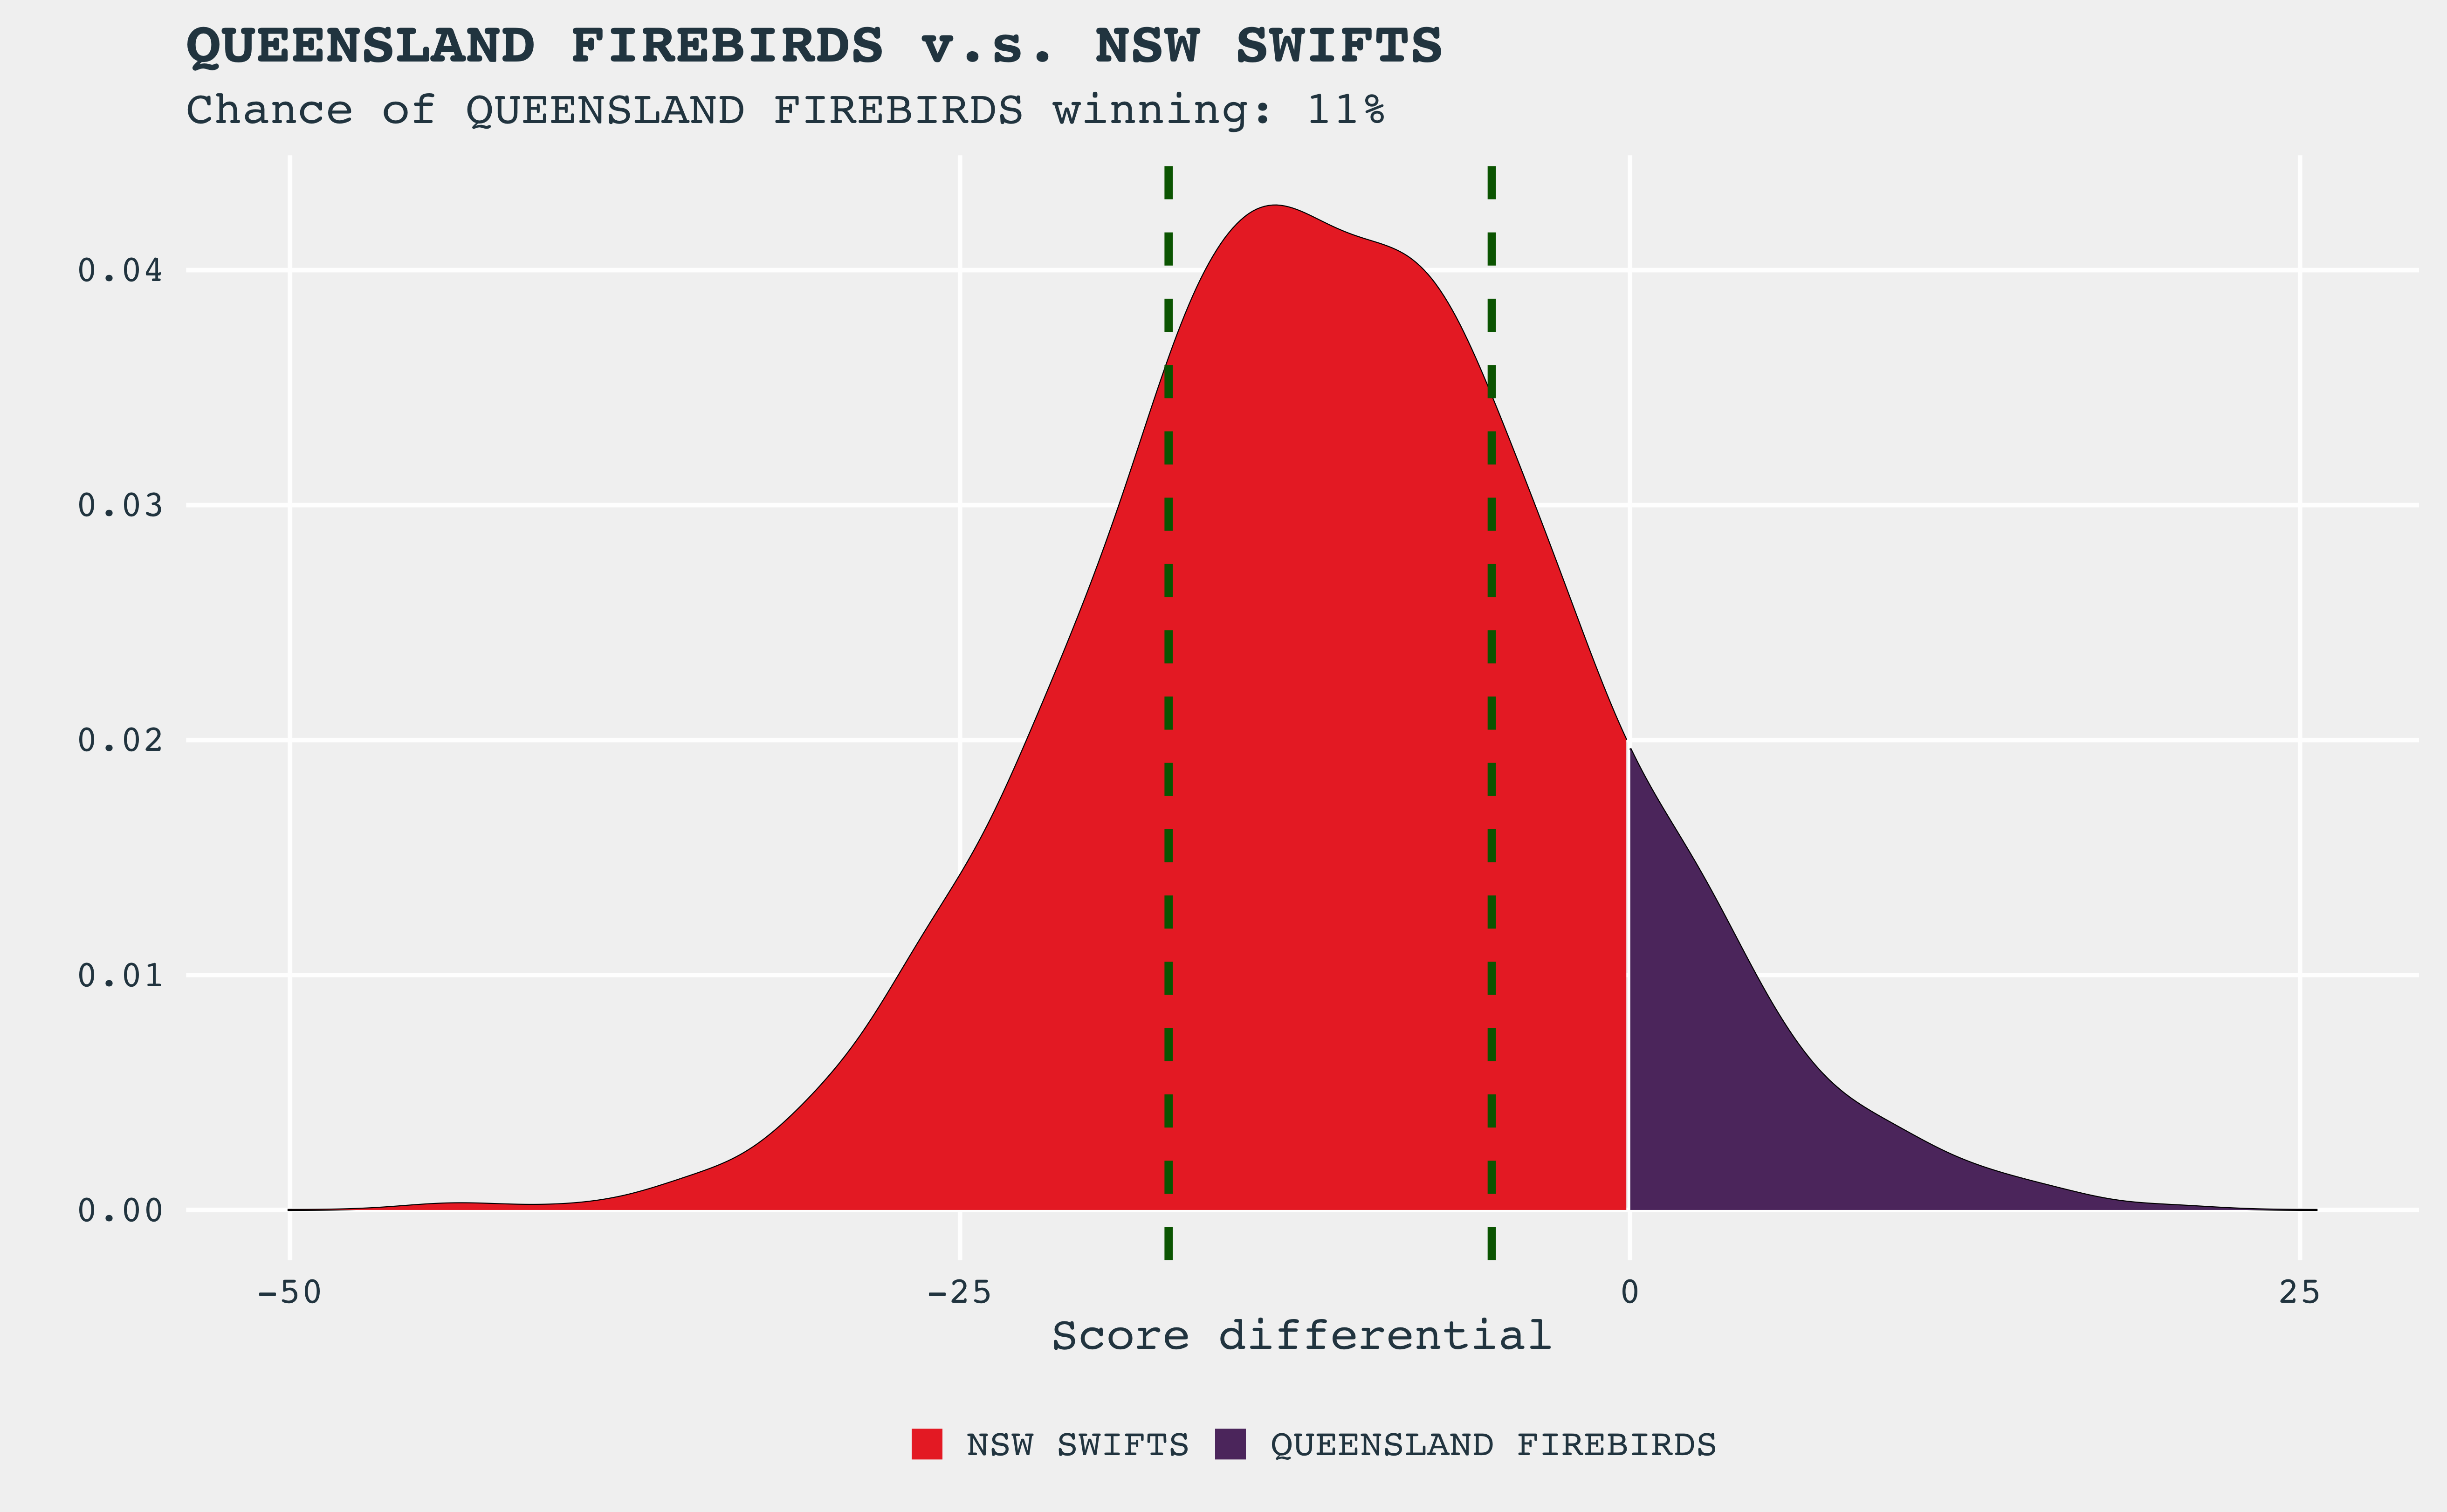 QUEENSLAND FIREBIRDS v.s. NSW SWIFTS
Chance of QUEENSLAND FIREBIRDS winning: 11%
0.04
0.03
0.02
0.01
0.00
-50 -25 0 25
Score differential
NSW SWIFTS QUEENSLAND FIREBIRDS